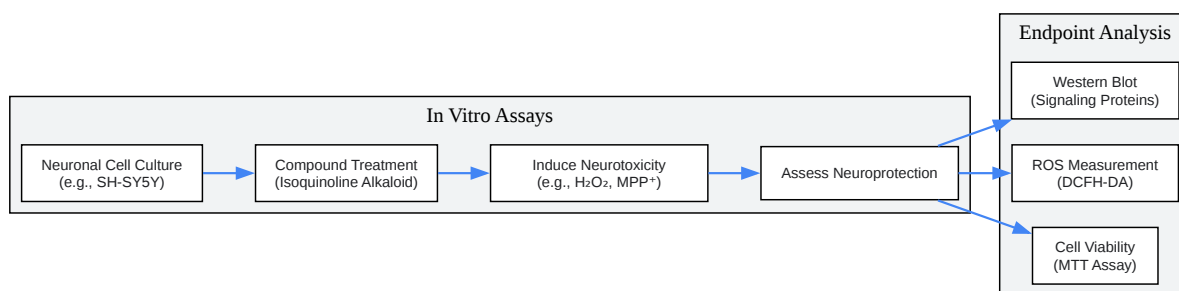 In Vitro Assays
Neuronal Cell Culture
(e.g., SH-SY5Y)
Compound Treatment
(Isoquinoline Alkaloid)
Induce Neurotoxicity
(e.g., H₂O₂, MPP⁺)
Assess Neuroprotection
Endpoint Analysis
Western Blot
(Signaling Proteins)
ROS Measurement
(DCFH-DA)
Cell Viability
(MTT Assay)